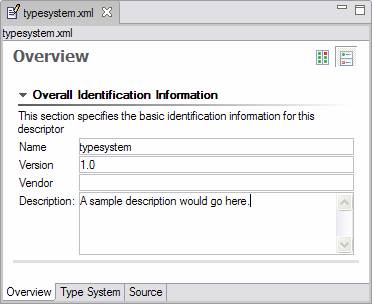 typesystem.xml
typesystem.xml
Overview
Overall Identification Information
This section specifies the basic identification information for this
descriptor
Name typesystem
Version 1.0
Vendor
Description: A sample description would go here.
Overview Type System Source